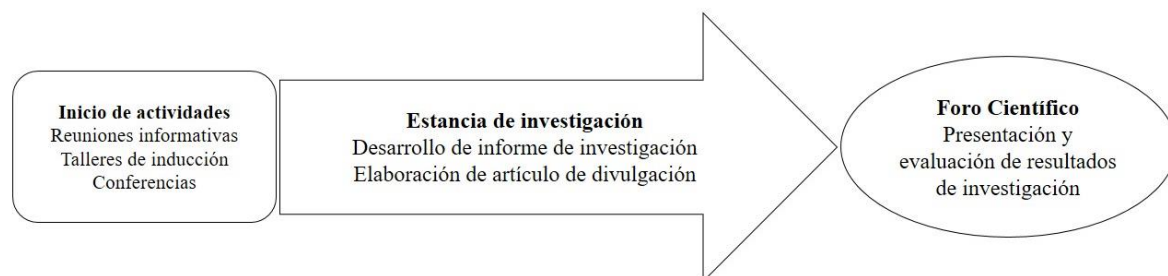 Inicio de actividades
Reuniones informativas
Talleres de inducción
Conferencias
Estancia de investigación
Desarrollo de informe de investigación
Elaboración de artículo de divulgación
Foro Científico
Presentación y
evaluación de resultados
de investigación